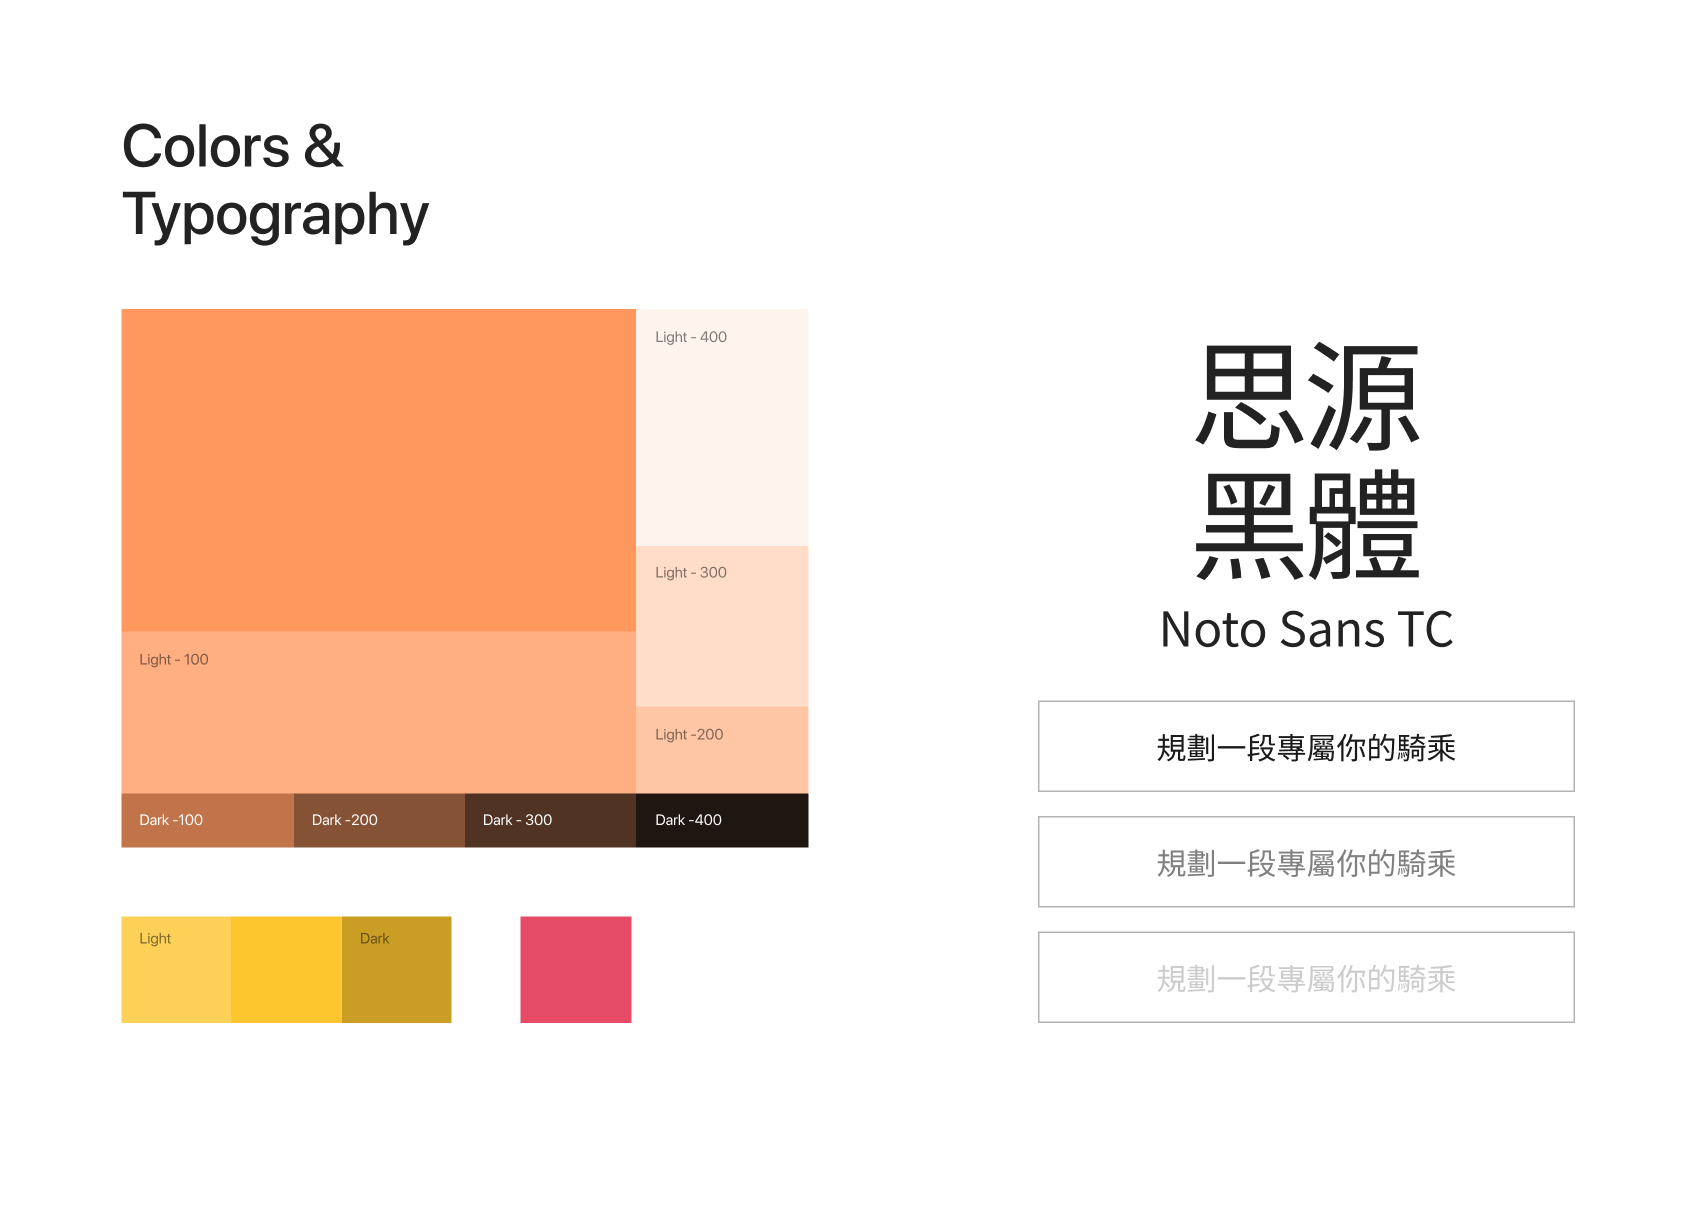 Colors &
Typography
Light - 400
Light - 300
Light - 100
Light -200
Dark -100
Dark -200
Dark - 300
Dark -400
Light
Dark
思源
黑體
Noto Sans TC
規劃一段專屬你的騎乘
規劃一段專屬你的騎乘
規劃一段專屬你的騎乘